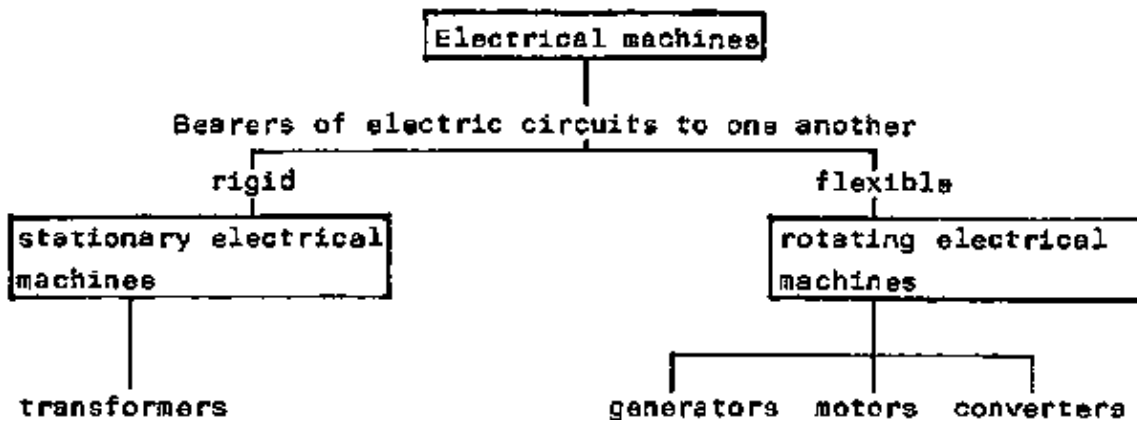 Electrical machines
Bearers of electric circuits to one another
rigid flexible
stationary electrical rotating electrical
machines machines
transformers generators motors converters